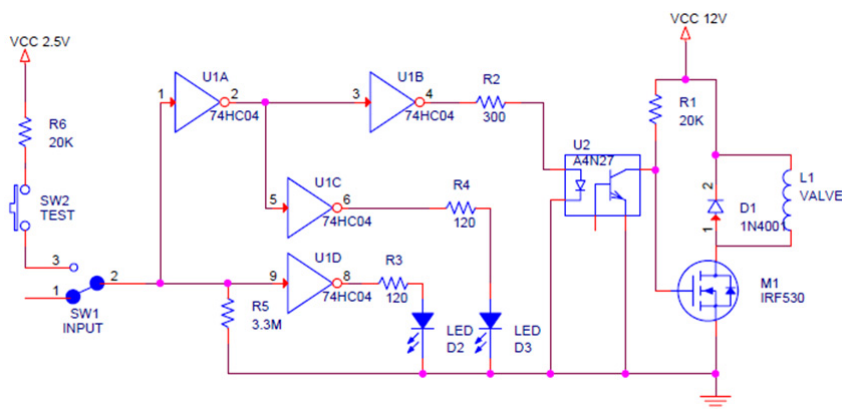 VCC 2.5V
R6
20K
SW2
TEST
3
1
2
SW1
INPUT
1
U1A
2
74HC04
3
U1B
4
74HC04
R2
300
5
U1C
6
74HC04
R4
120
9
U1D
8
74HC04
R3
120
R5
3.3M
LED
D2
LED
D3
U2
A4N27
VCC 12V
R1
20K
2
D1
1
1N4001
L1
VALVE
M1
IRF530